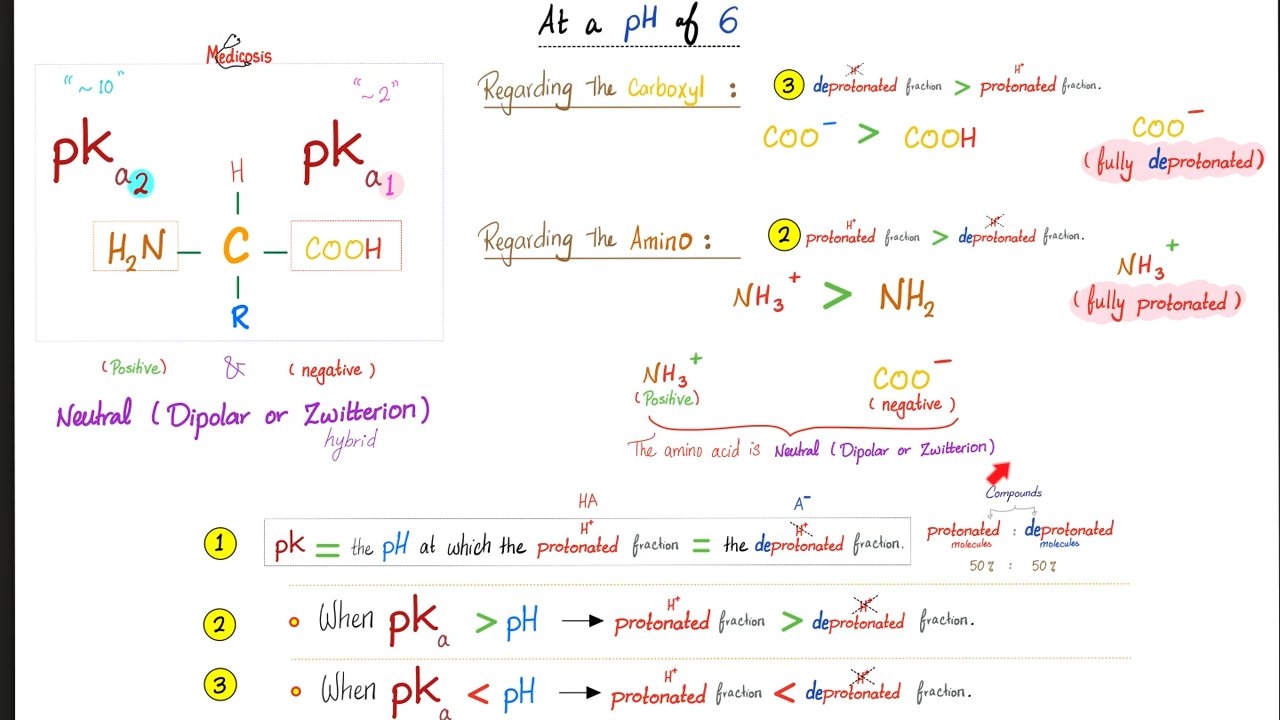 At a pH of 6
Medicosis
"~10"
"~2"
pKa2
pKa1
H
H2N — C — COOH
R
(Positive) & (negative)
Neutral (Dipolar or Zwitterion)
hybrid
Regarding the Carboxyl :
3 deprotonated fraction > protonated fraction.
H+ H+
COO− > COOH
COO−
(fully deprotonated)
Regarding the Amino :
2 protonated fraction > deprotonated fraction.
H+ H+
NH3+ > NH2
NH3+
(fully protonated)
NH3+ COO−
(Positive) (negative)
The amino acid is Neutral (Dipolar or Zwitterion)
HA A−
H+ H+
1 pK = the pH at which the protonated fraction = the deprotonated fraction.
Compounds
protonated : deprotonated
molecules molecules
50% : 50%
H+ H+
2 When pKa > pH → protonated fraction > deprotonated fraction.
H+ H+
3 When pKa < pH → protonated fraction < deprotonated fraction.